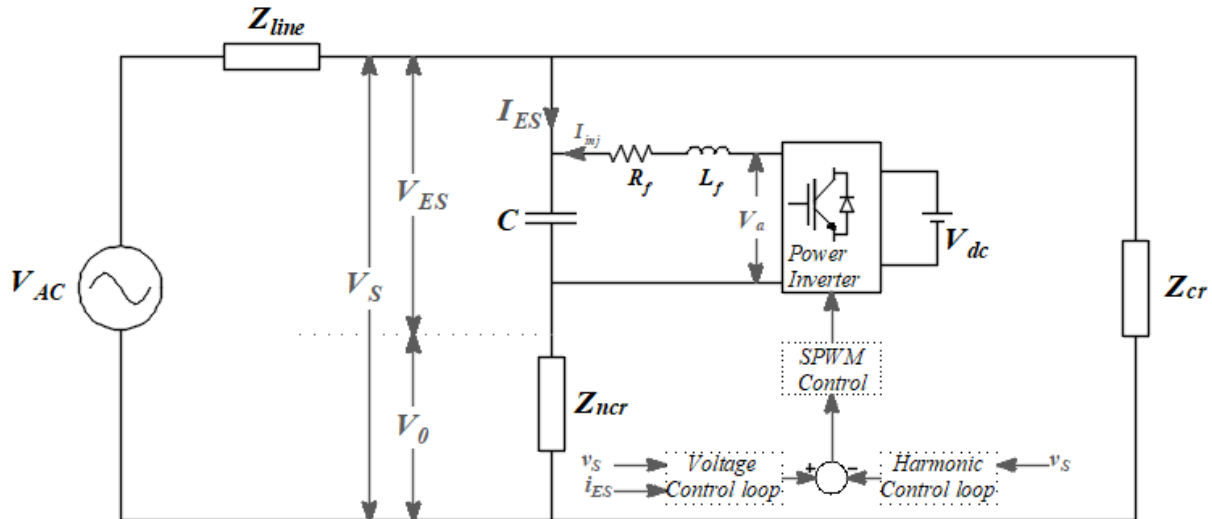 Z_line
I_ES
I_inj
R_f
L_f
V_ES
C
V_a
Power
Inverter
V_dc
V_AC
V_S
Z_cr
SPWM
Control
Z_ncr
V_0
v_S
i_ES
Voltage
Control loop
+
−
Harmonic
Control loop
v_S